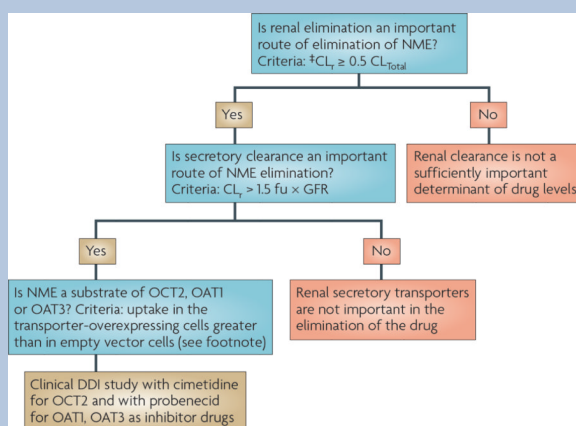 Is renal elimination an important
route of elimination of NME?
Criteria: ‡CLr ≥ 0.5 CLTotal
Yes
No
Is secretory clearance an important
route of NME elimination?
Criteria: CLr > 1.5 fu × GFR
Renal clearance is not a
sufficiently important
determinant of drug levels
Yes
No
Is NME a substrate of OCT2, OAT1
or OAT3? Criteria: uptake in the
transporter-overexpressing cells greater
than in empty vector cells (see footnote)
Renal secretory transporters
are not important in the
elimination of the drug
Clinical DDI study with cimetidine
for OCT2 and with probenecid
for OAT1, OAT3 as inhibitor drugs